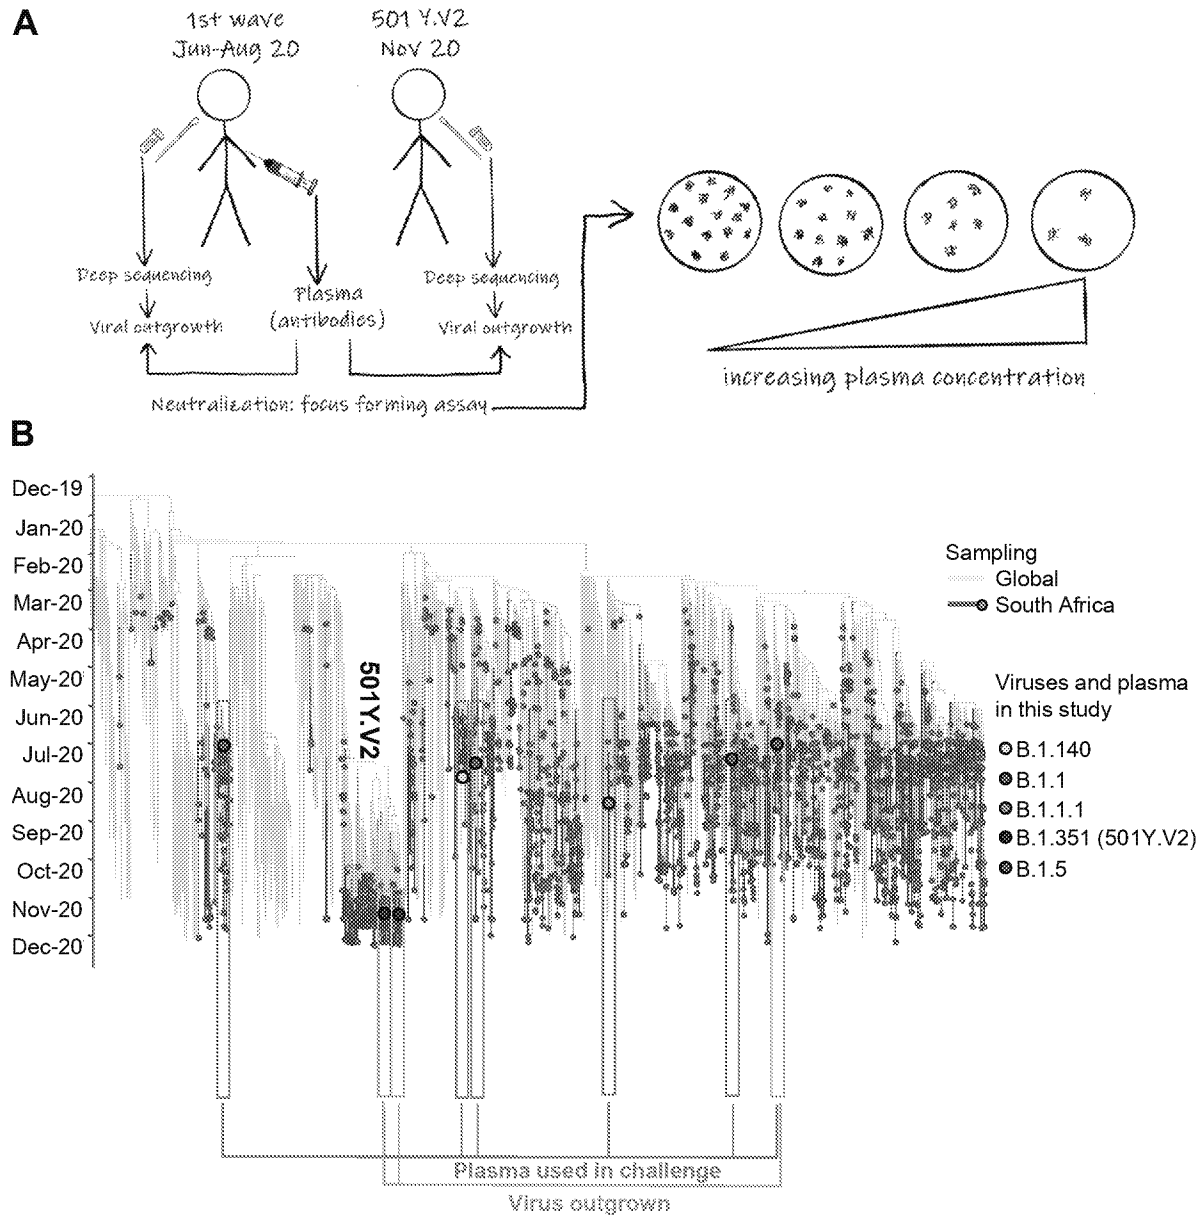 A
1st wave
Jun-Aug 20
501 Y.V2
Nov 20
Deep sequencing
Viral outgrowth
Plasma
(antibodies)
Deep sequencing
Viral outgrowth
Neutralization: focus forming assay
increasing plasma concentration
B
Dec-19
Jan-20
Feb-20
Mar-20
Apr-20
May-20
Jun-20
Jul-20
Aug-20
Sep-20
Oct-20
Nov-20
Dec-20
501Y.V2
Sampling
Global
South Africa
Viruses and plasma
in this study
B.1.140
B.1.1
B.1.1.1
B.1.351 (501Y.V2)
B.1.5
Plasma used in challenge
Virus outgrown